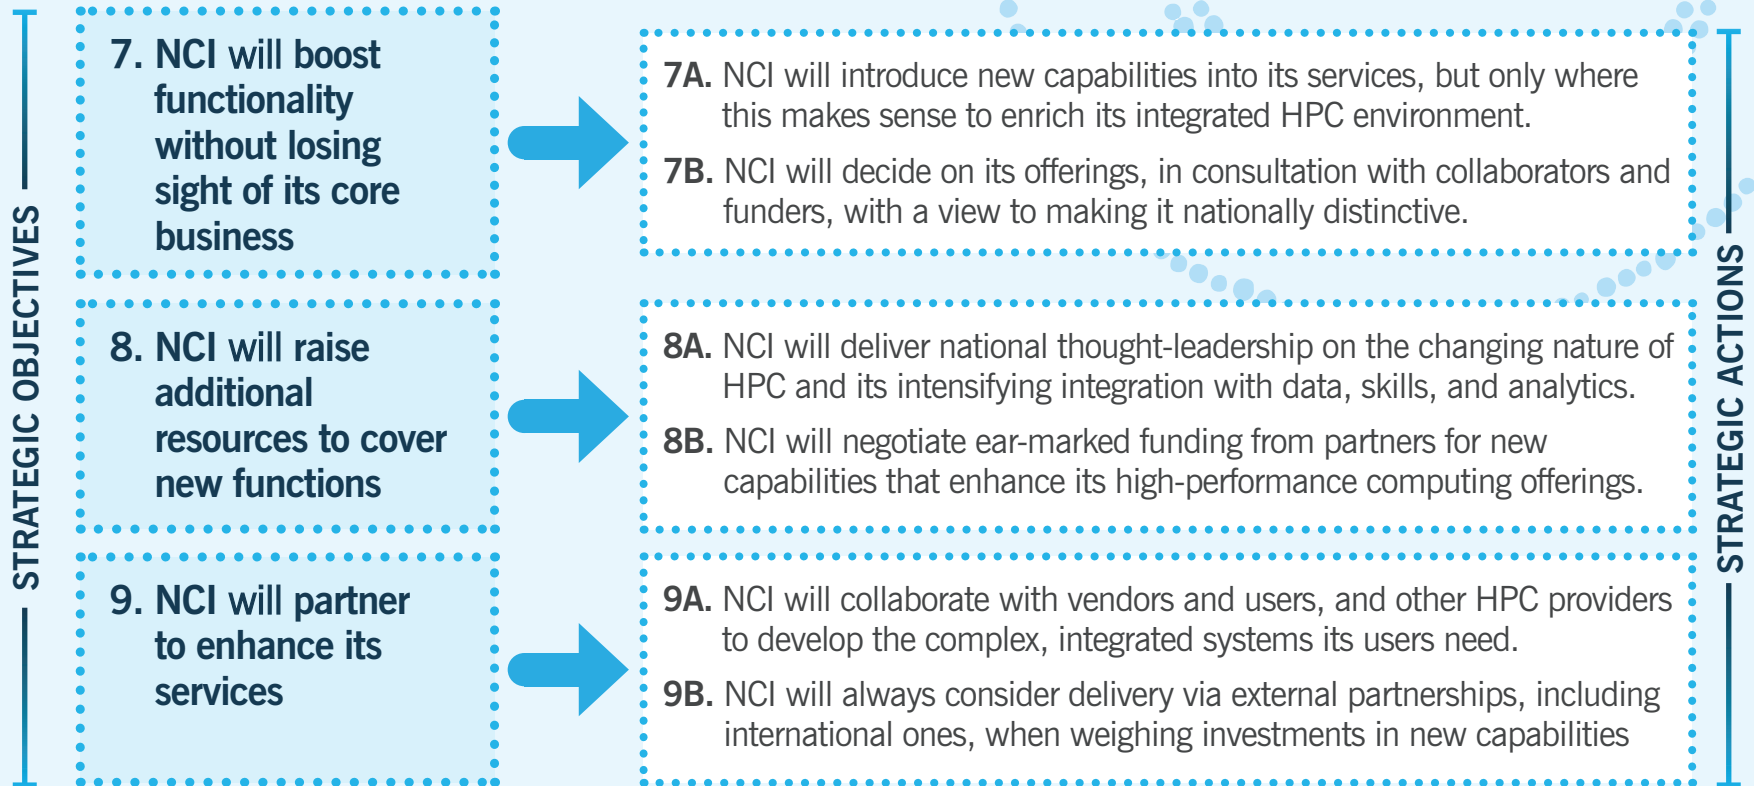 STRATEGIC OBJECTIVES
7. NCI will boost
functionality
without losing
sight of its core
business
7A. NCI will introduce new capabilities into its services, but only where
this makes sense to enrich its integrated HPC environment.
7B. NCI will decide on its offerings, in consultation with collaborators and
funders, with a view to making it nationally distinctive.
8. NCI will raise
additional
resources to cover
new functions
8A. NCI will deliver national thought-leadership on the changing nature of
HPC and its intensifying integration with data, skills, and analytics.
8B. NCI will negotiate ear-marked funding from partners for new
capabilities that enhance its high-performance computing offerings.
9. NCI will partner
to enhance its
services
9A. NCI will collaborate with vendors and users, and other HPC providers
to develop the complex, integrated systems its users need.
9B. NCI will always consider delivery via external partnerships, including
international ones, when weighing investments in new capabilities
STRATEGIC ACTIONS